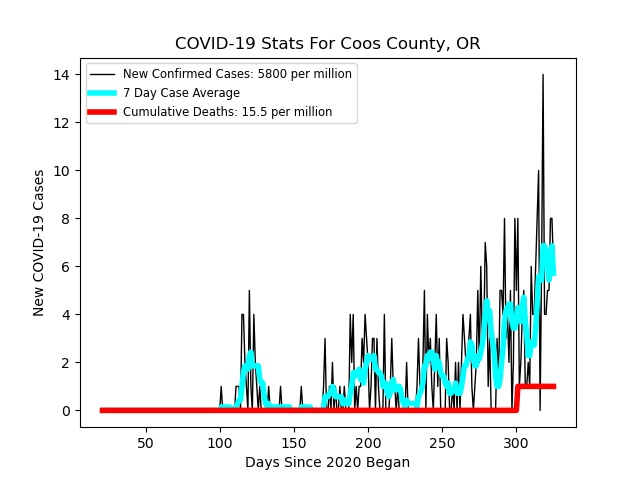 COVID-19 Stats For Coos County, OR
New Confirmed Cases: 5800 per million
7 Day Case Average
Cumulative Deaths: 15.5 per million
New COVID-19 Cases
14
12
10
8
6
4
2
0
50 100 150 200 250 300
Days Since 2020 Began